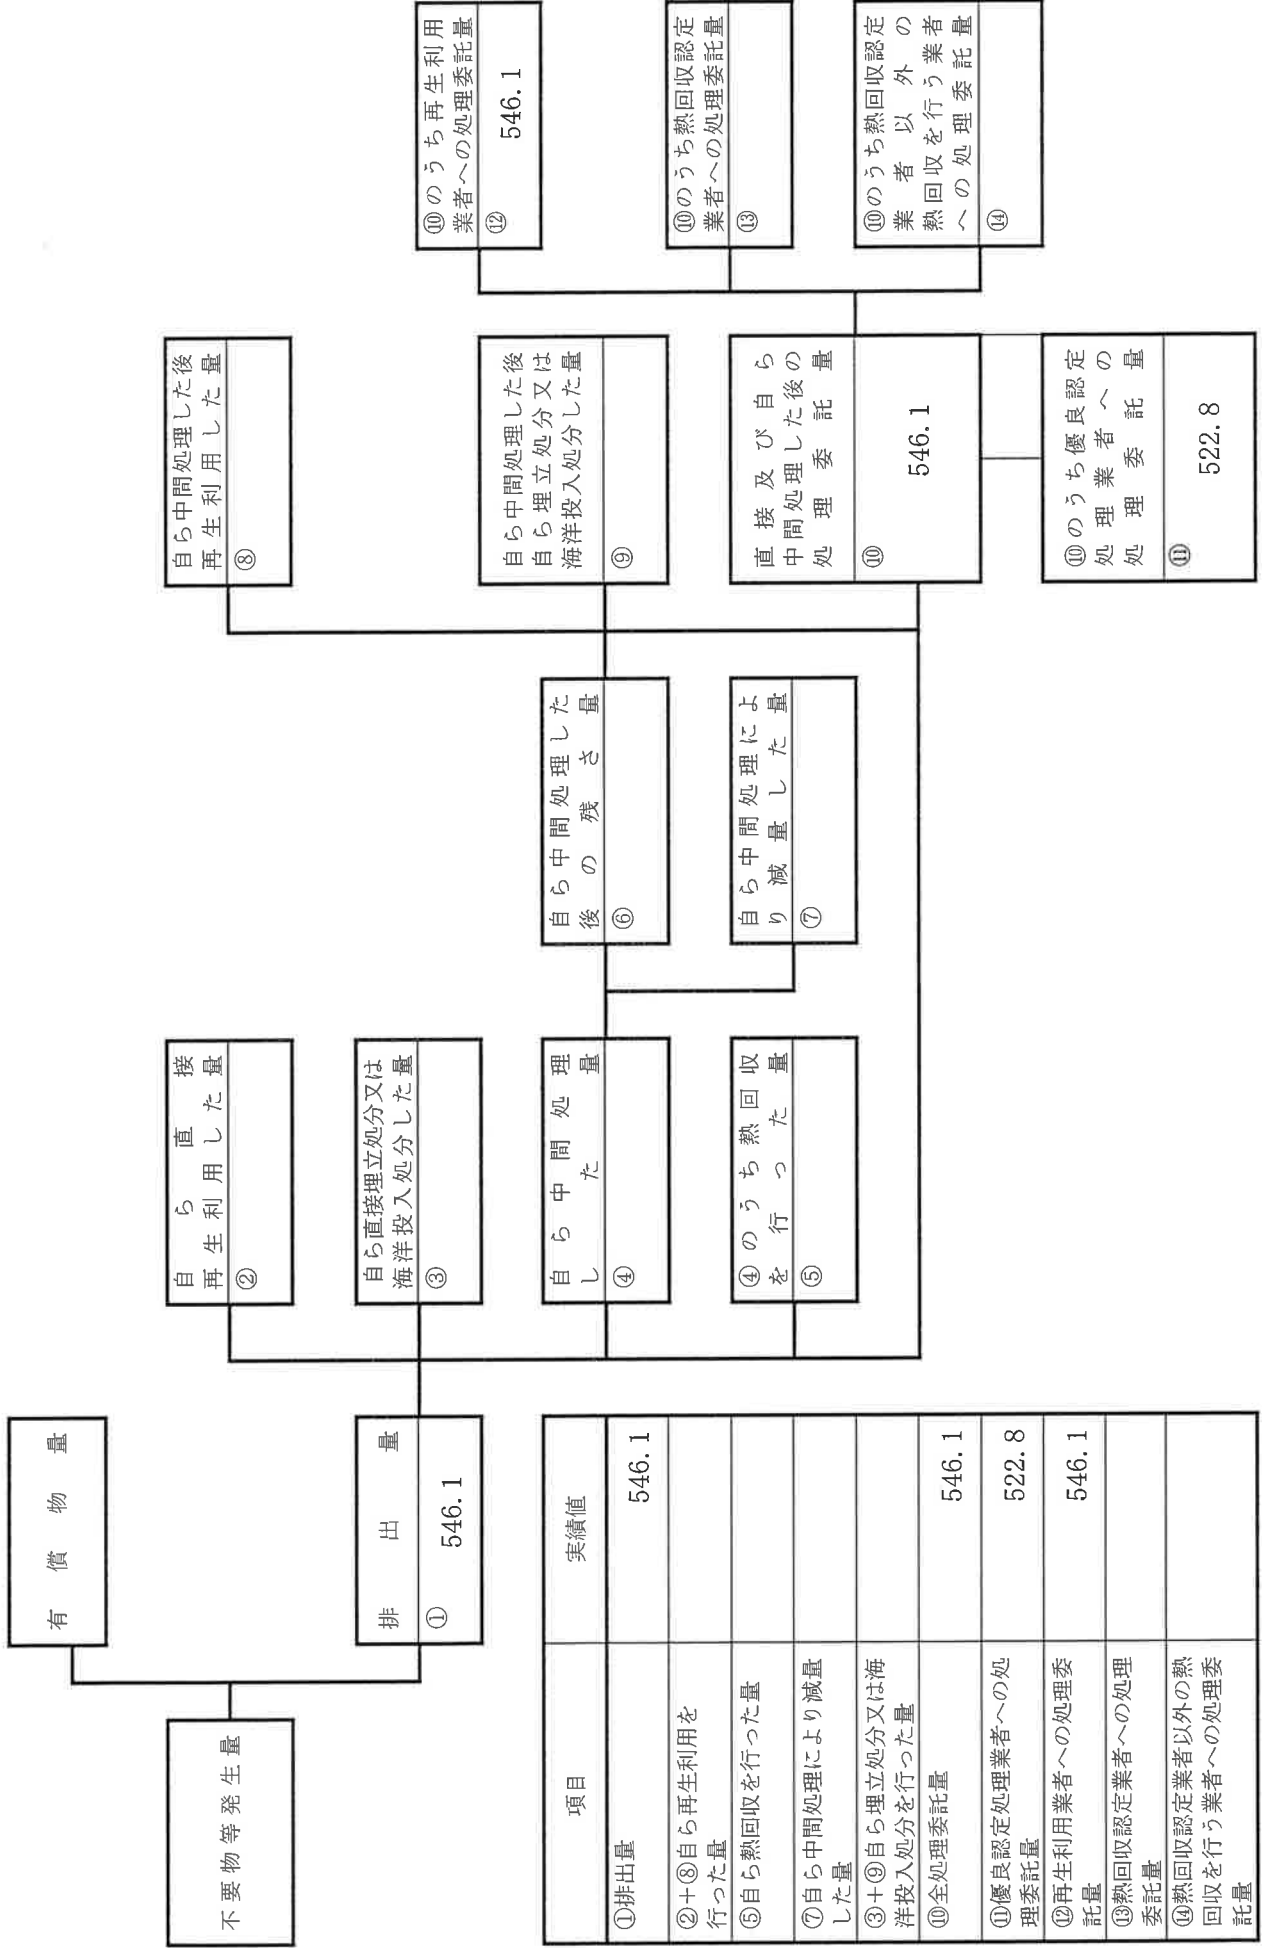 不要物等発生量
有償物量
排出量
①
546.1
自ら直接
再生利用した量
②
自ら直接埋立処分又は
海洋投入処分した量
③
自ら中間処理
した量
④
④のうち熱回収
を行った量
⑤
自ら中間処理した
後の残さ量
⑥
自ら中間処理によ
り減量した量
⑦
自ら中間処理した後
再生利用した量
⑧
自ら中間処理した後
自ら埋立処分又は
海洋投入処分した量
⑨
直接及び自ら
中間処理した後の
処理委託量
⑩
546.1
⑩のうち優良認定
処理業者への
処理委託量
⑪
522.8
⑩のうち再生利用
業者への処理委託量
⑫
546.1
⑩のうち熱回収認定
業者への処理委託量
⑬
⑩のうち熱回収認定
業者以外の
熱回収を行う業者
への処理委託量
⑭
項目
実績値
①排出量
546.1
②+⑧自ら再生利用を
行った量
⑤自ら熱回収を行った量
⑦自ら中間処理により減量
した量
③+⑨自ら埋立処分又は海
洋投入処分を行った量
⑩全処理委託量
546.1
⑪優良認定処理業者への処
理委託量
522.8
⑫再生利用業者への処理委
託量
546.1
⑬熱回収認定業者への処理
委託量
⑭熱回収認定業者以外の熱
回収を行う業者への処理委
託量